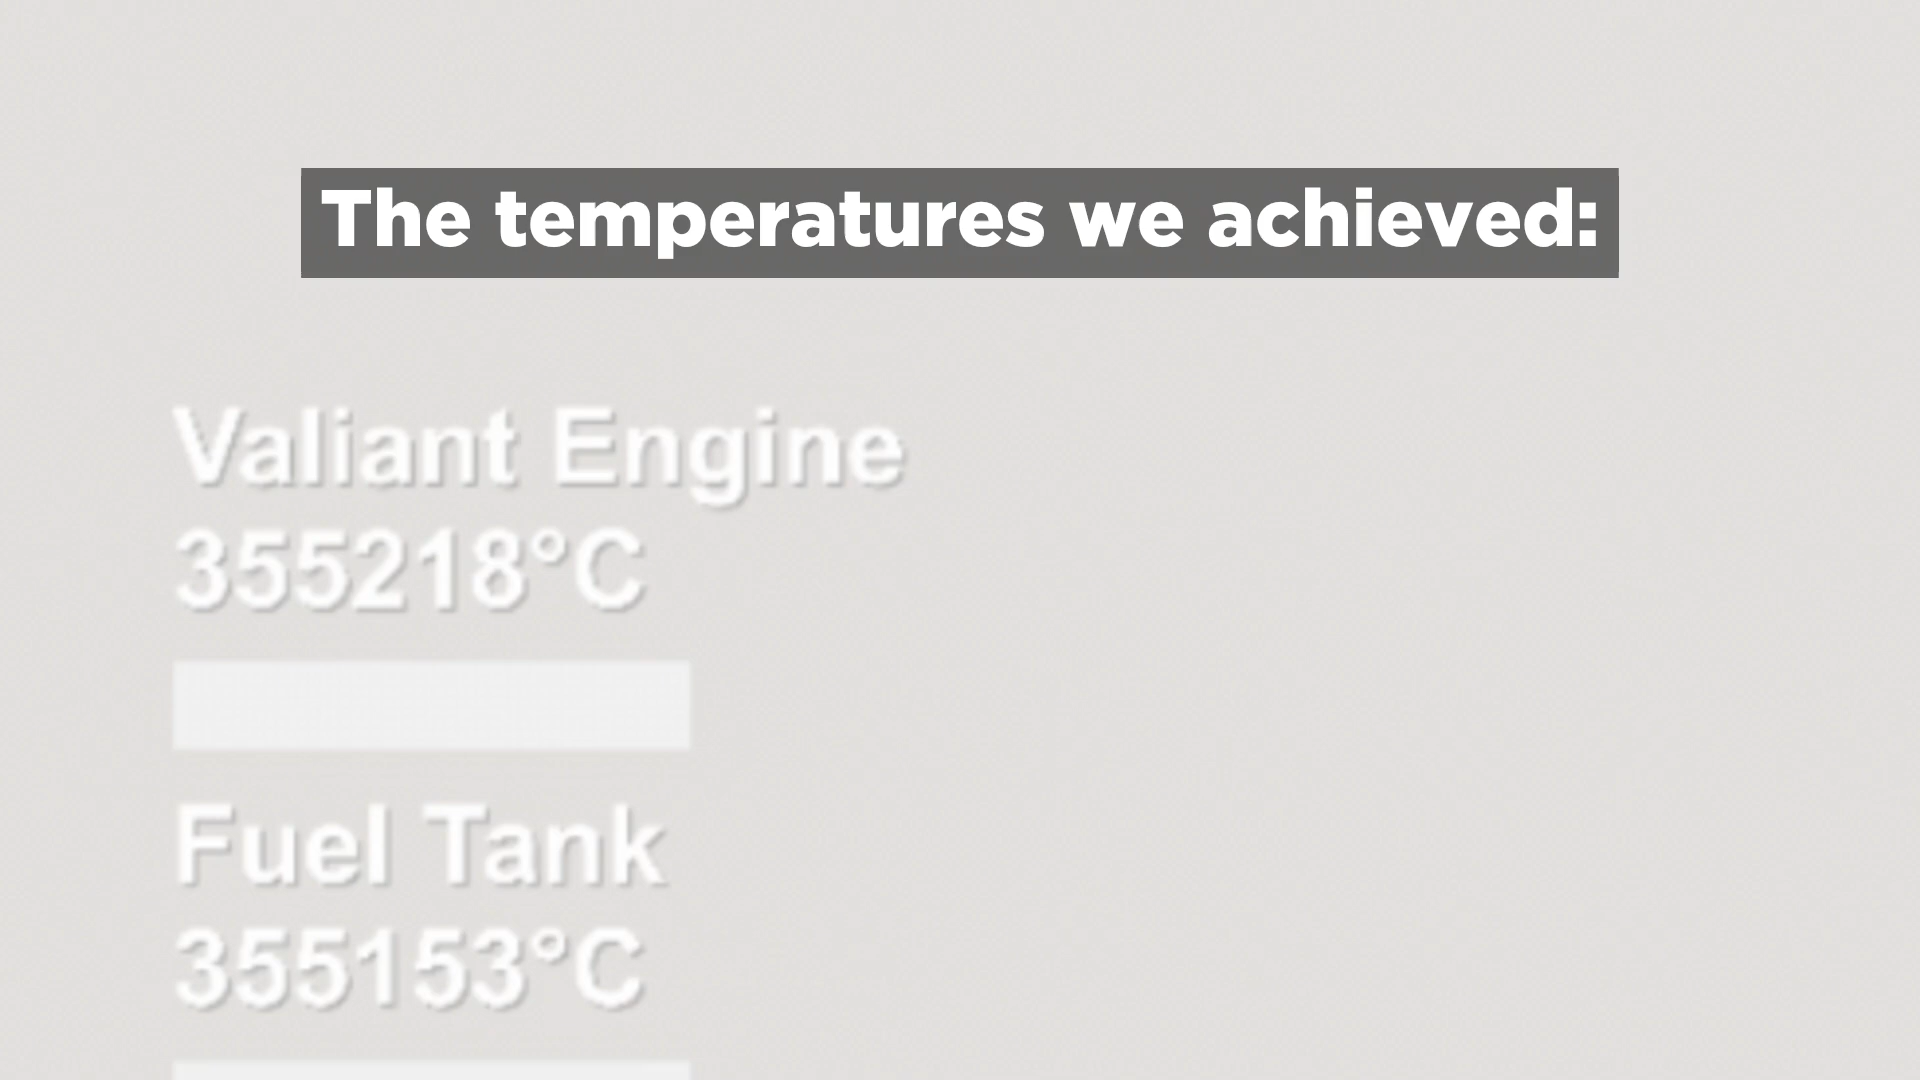 The temperatures we achieved:
Valiant Engine
355218°C
Fuel Tank
355153°C